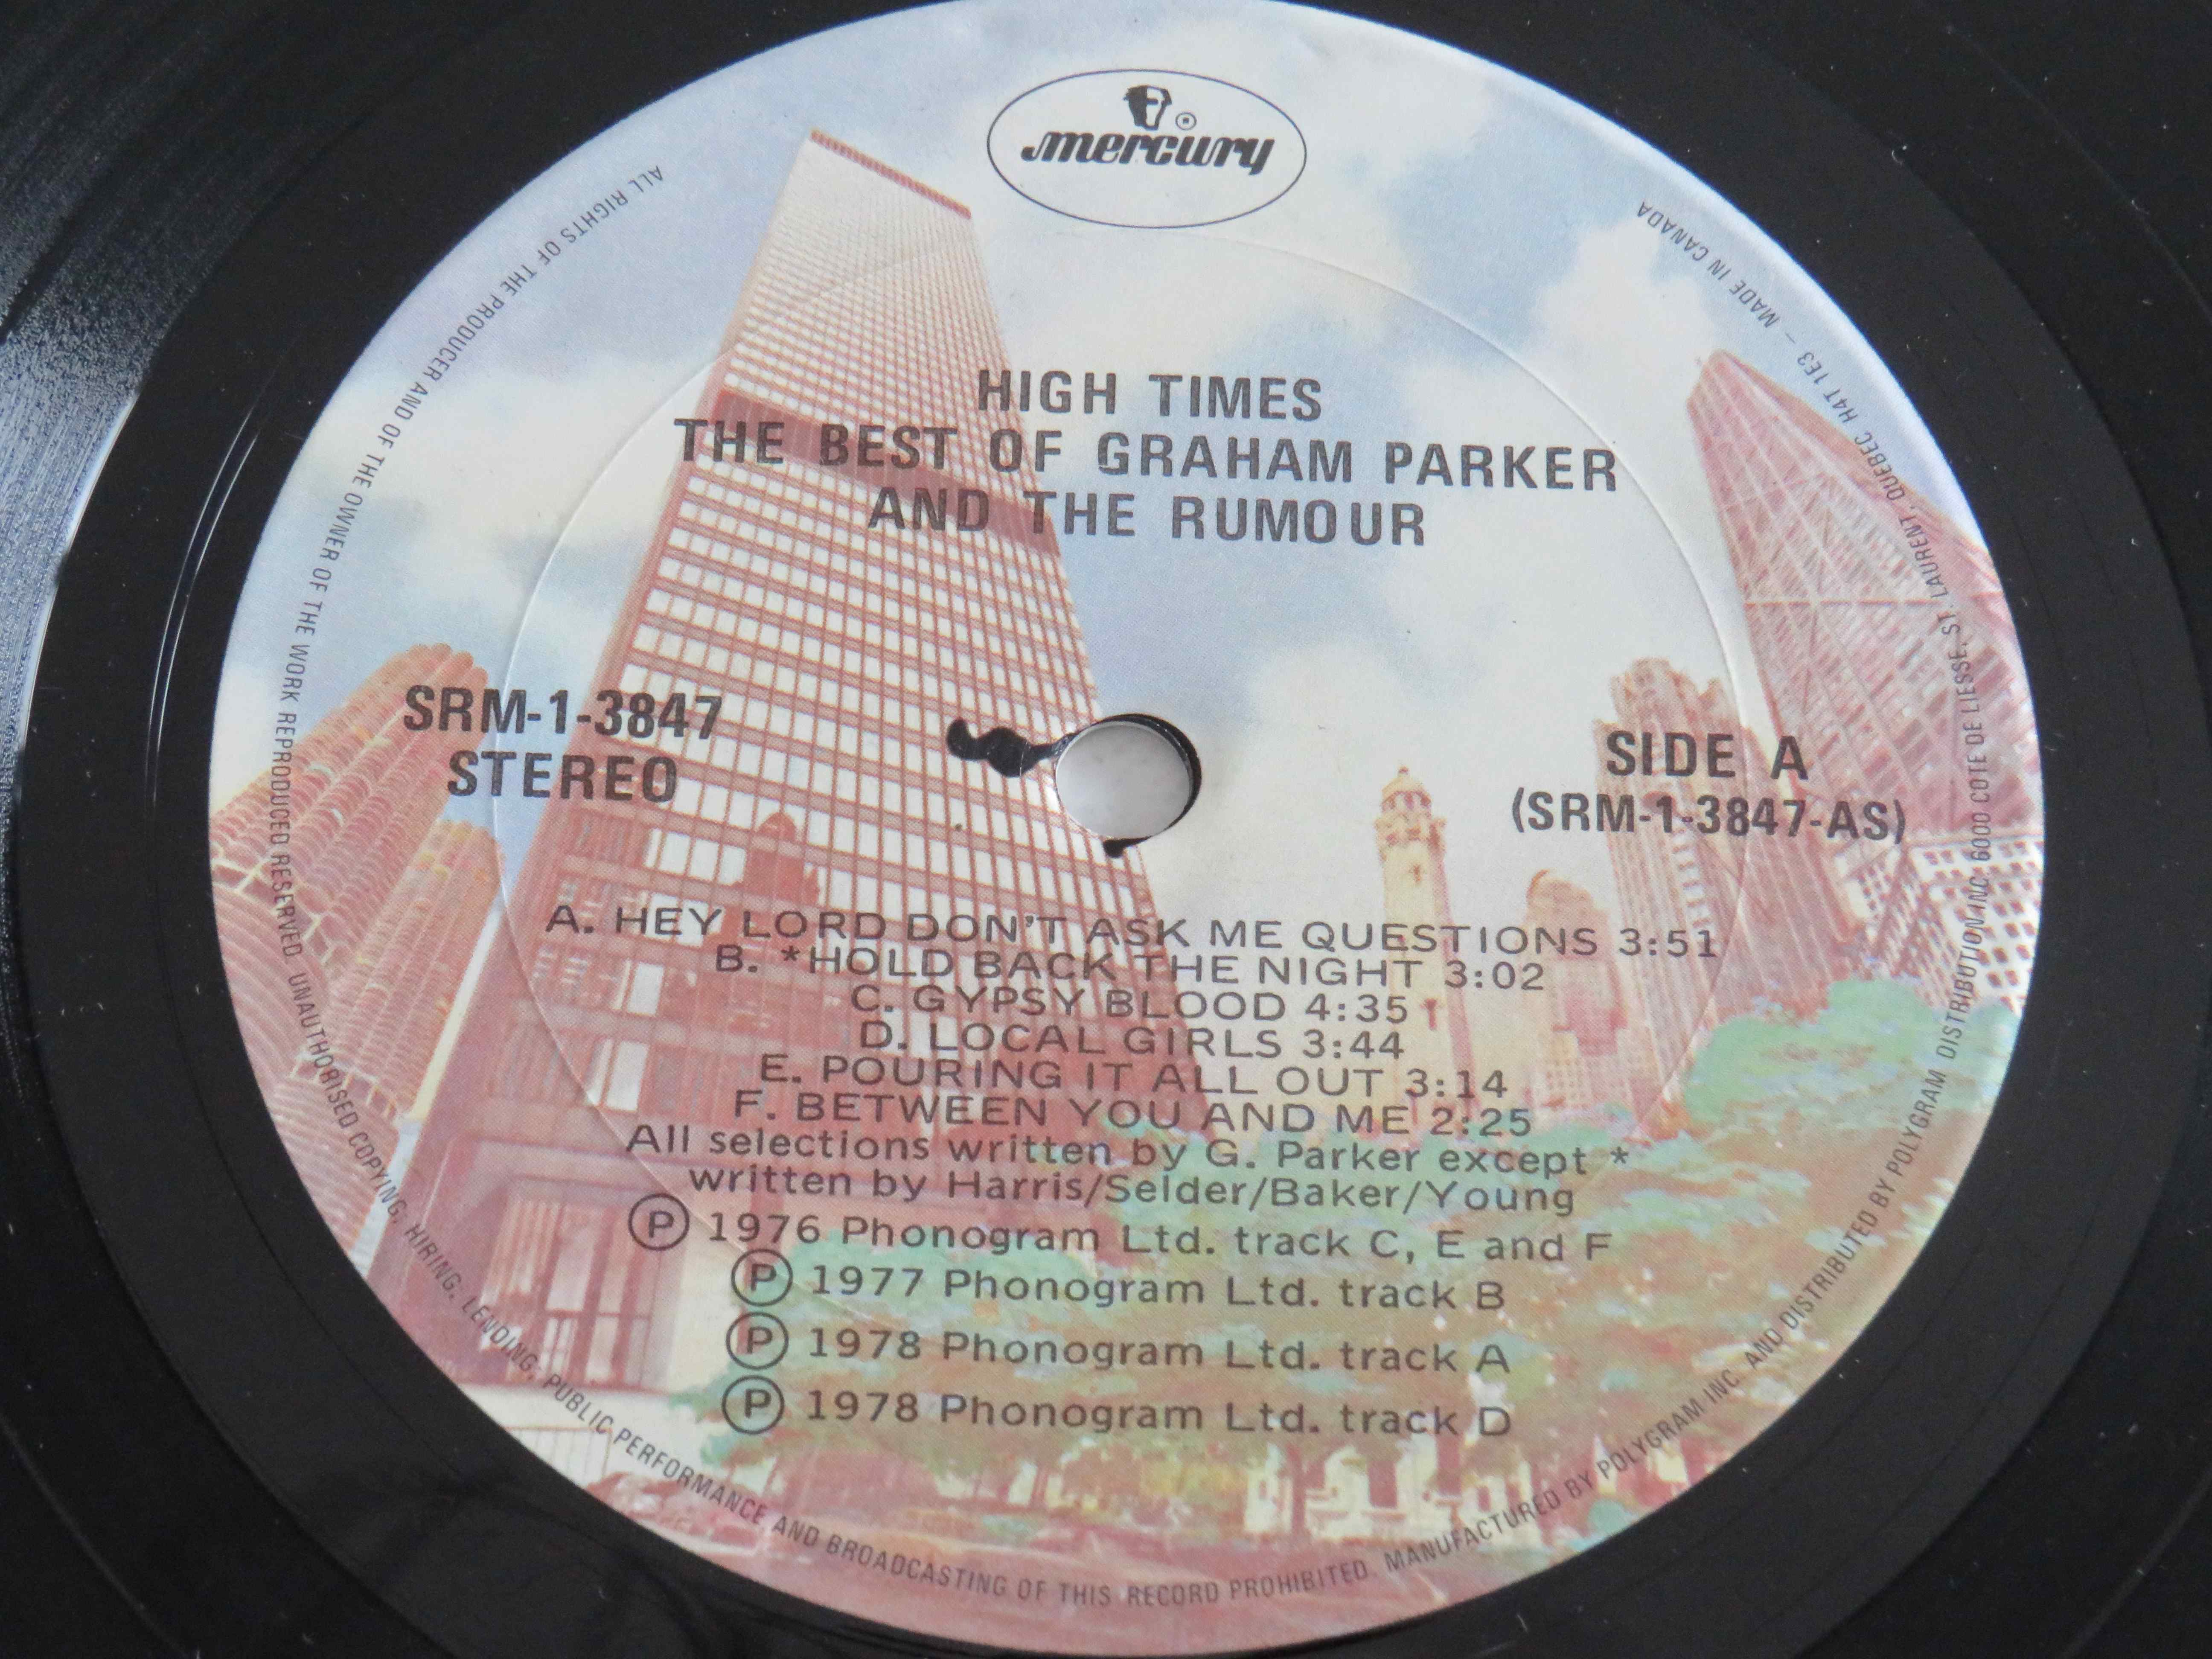 mercury
HIGH TIMES
THE BEST OF GRAHAM PARKER
AND THE RUMOUR
SRM-1-3847
STEREO
SIDE A
(SRM-1-3847-AS)
A. HEY LORD DON'T ASK ME QUESTIONS 3:51
B. *HOLD BACK THE NIGHT 3:02
C. GYPSY BLOOD 4:35
D. LOCAL GIRLS 3:44
E. POURING IT ALL OUT 3:14
F. BETWEEN YOU AND ME 2:25
All selections written by G. Parker except *
written by Harris/Selder/Baker/Young
Ⓟ 1976 Phonogram Ltd. track C, E and F
Ⓟ 1977 Phonogram Ltd. track B
Ⓟ 1978 Phonogram Ltd. track A
Ⓟ 1978 Phonogram Ltd. track D
ALL RIGHTS OF THE PRODUCER AND OF THE OWNER OF THE WORK REPRODUCED RESERVED. UNAUTHORISED COPYING, HIRING, LENDING, PUBLIC PERFORMANCE AND BROADCASTING OF THIS RECORD PROHIBITED. MANUFACTURED BY POLYGRAM INC. AND DISTRIBUTED BY POLYGRAM DISTRIBUTION INC. 6000 COTE DE LIESSE, ST. LAURENT, QUEBEC H4T 1E3 – MADE IN CANADA